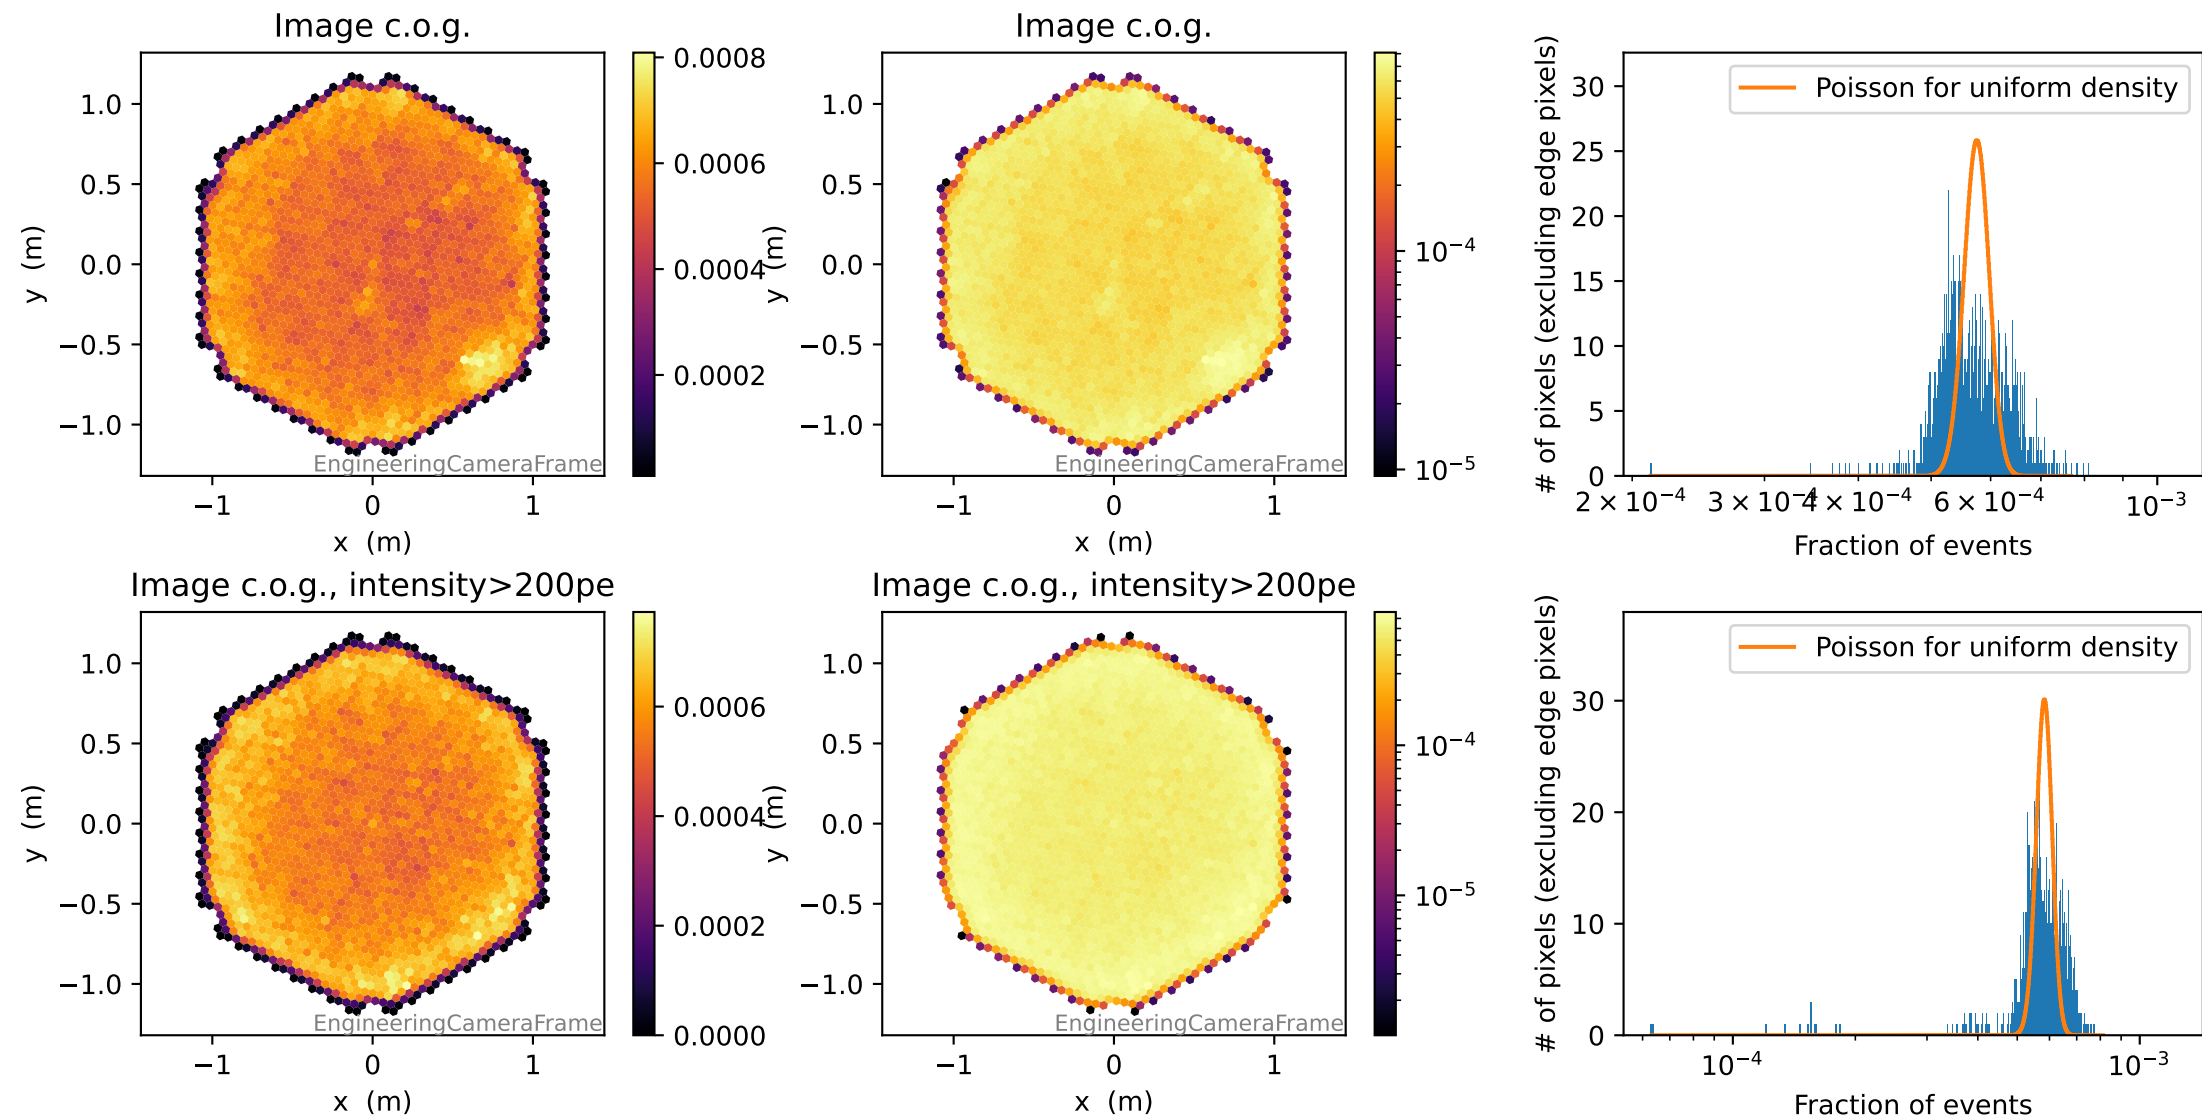 Image c.o.g.
1.0
0.5
0.0
−0.5
−1.0
y (m)
−1
0
1
x (m)
EngineeringCameraFrame
0.0008
0.0006
0.0004
0.0002
Image c.o.g.
1.0
0.5
0.0
−0.5
−1.0
y (m)
−1
0
1
x (m)
EngineeringCameraFrame
10⁻⁴
10⁻⁵
# of pixels (excluding edge pixels)
30
25
20
15
10
5
0
Poisson for uniform density
2 × 10⁻⁴
3 × 10⁻⁴
4 × 10⁻⁴
6 × 10⁻⁴
10⁻³
Fraction of events
Image c.o.g., intensity>200pe
1.0
0.5
0.0
−0.5
−1.0
y (m)
−1
0
1
x (m)
EngineeringCameraFrame
0.0006
0.0004
0.0002
0.0000
Image c.o.g., intensity>200pe
1.0
0.5
0.0
−0.5
−1.0
y (m)
−1
0
1
x (m)
EngineeringCameraFrame
10⁻⁴
10⁻⁵
# of pixels (excluding edge pixels)
30
20
10
0
Poisson for uniform density
10⁻⁴
10⁻³
Fraction of events